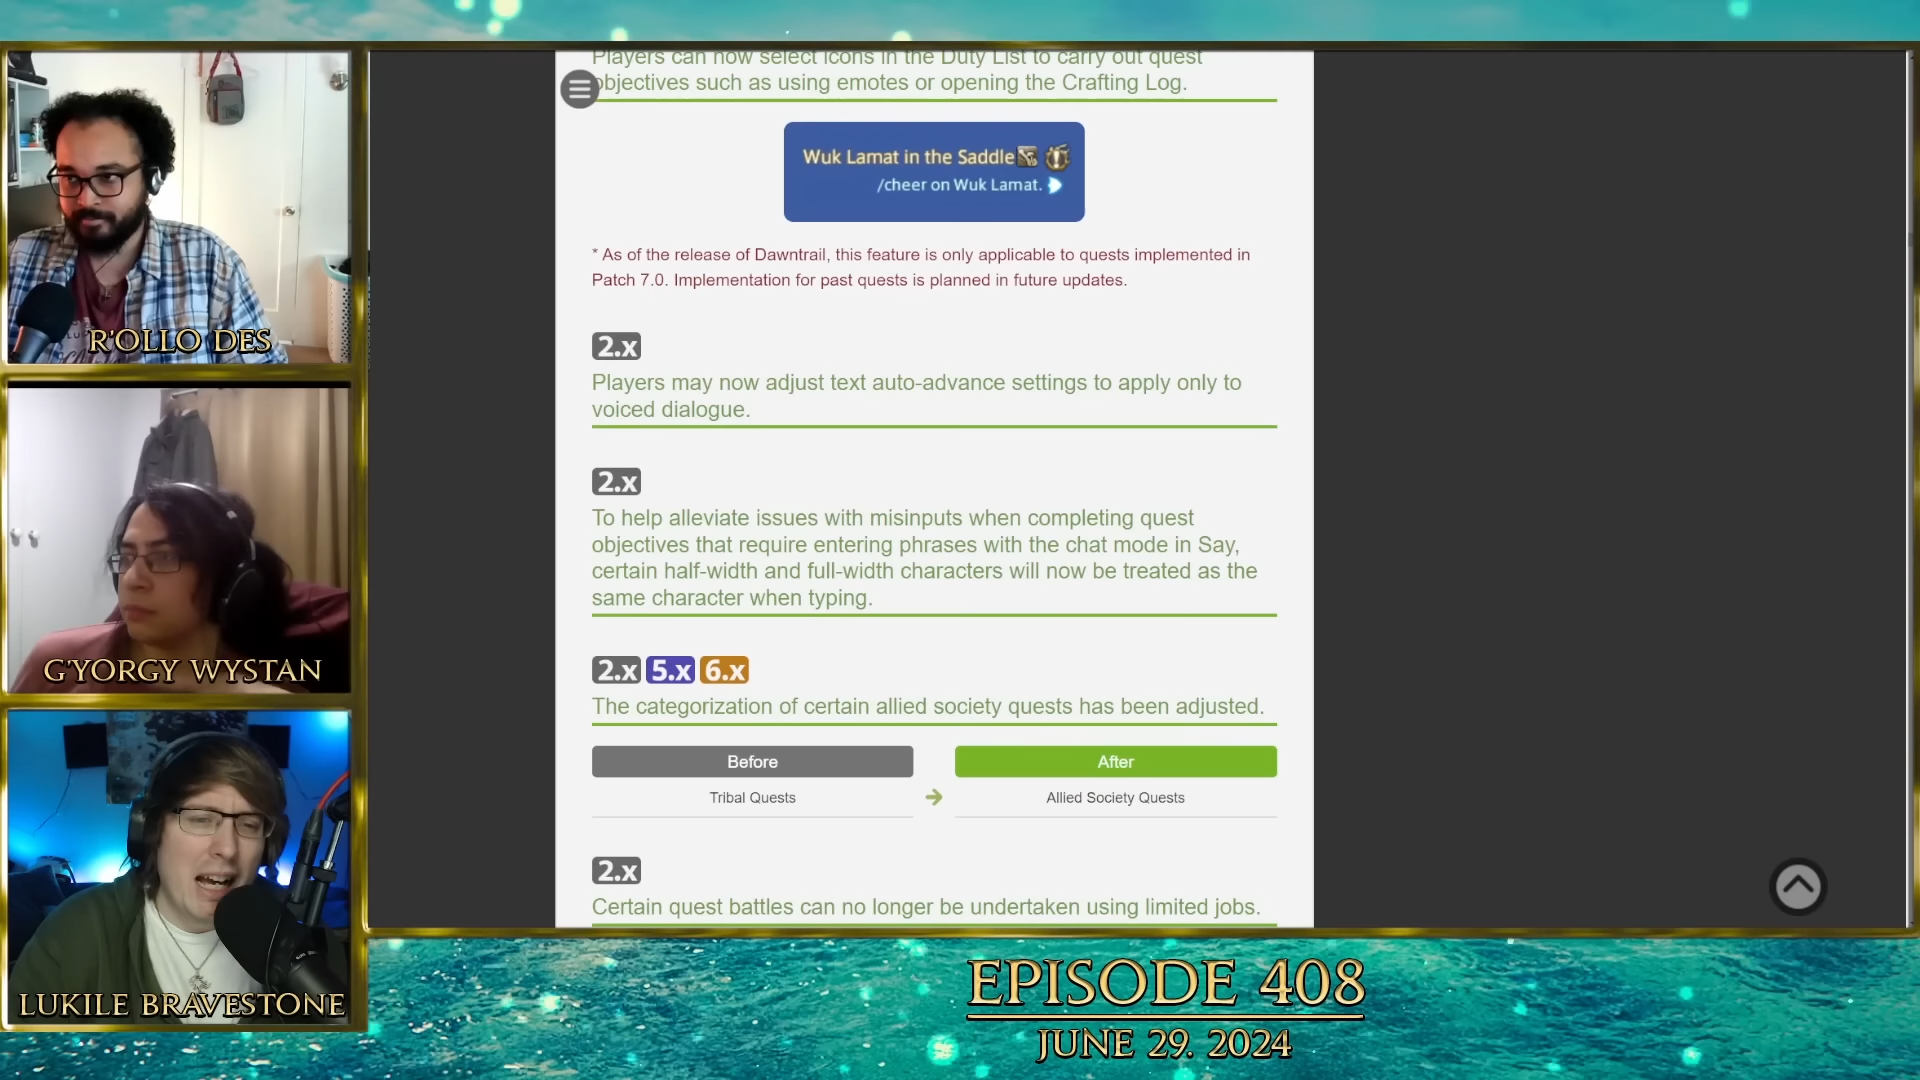 Players can now select icons in the Duty List to carry out quest
objectives such as using emotes or opening the Crafting Log.
Wuk Lamat in the Saddle
/cheer on Wuk Lamat.
* As of the release of Dawntrail, this feature is only applicable to quests implemented in
Patch 7.0. Implementation for past quests is planned in future updates.
2.x
Players may now adjust text auto-advance settings to apply only to
voiced dialogue.
2.x
To help alleviate issues with misinputs when completing quest
objectives that require entering phrases with the chat mode in Say,
certain half-width and full-width characters will now be treated as the
same character when typing.
2.x 5.x 6.x
The categorization of certain allied society quests has been adjusted.
Before After
Tribal Quests Allied Society Quests
2.x
Certain quest battles can no longer be undertaken using limited jobs.
R'OLLO DES
G'YORGY WYSTAN
LUKILE BRAVESTONE
EPISODE 408
JUNE 29. 2024